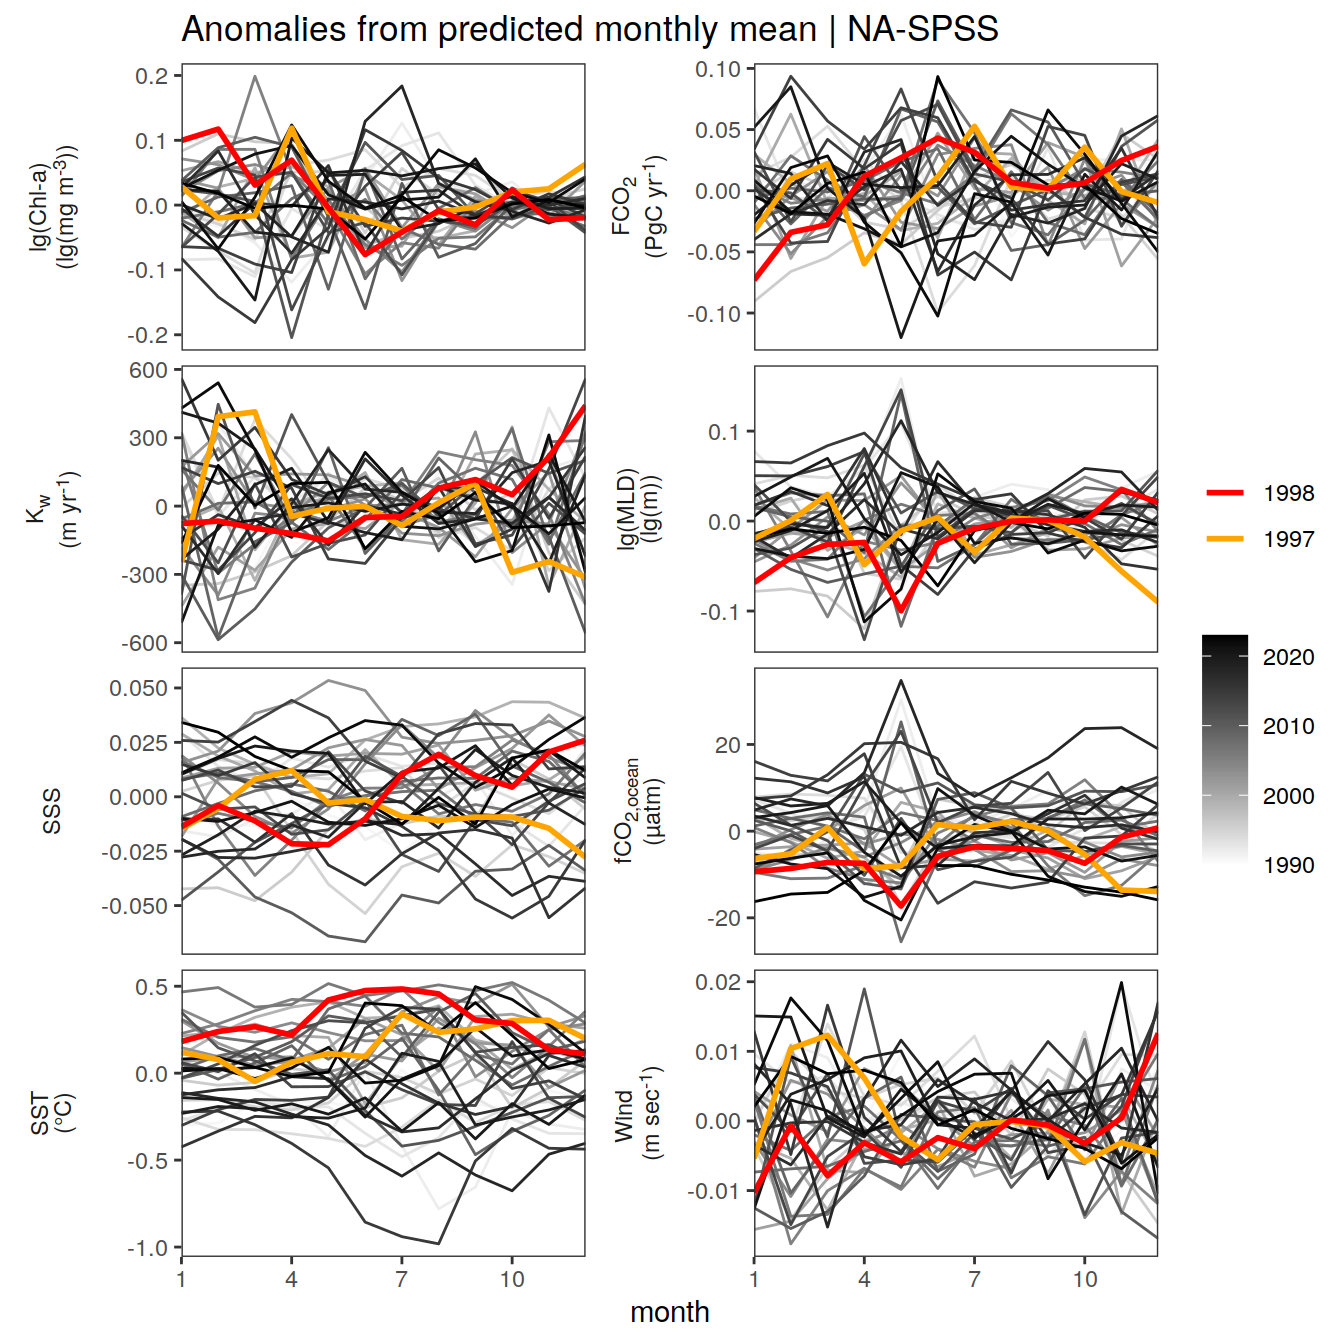 Anomalies from predicted monthly mean | NA-SPSS
lg(Chl-a)
(lg(mg m⁻³))
0.2
0.1
0.0
-0.1
-0.2
FCO₂
(PgC yr⁻¹)
0.10
0.05
0.00
-0.05
-0.10
K_w
(m yr⁻¹)
600
300
0
-300
-600
lg(MLD)
(lg(m))
0.1
0.0
-0.1
SSS
0.050
0.025
0.000
-0.025
-0.050
fCO₂,ocean
(µatm)
20
0
-20
SST
(°C)
0.5
0.0
-0.5
-1.0
1 4 7 10
Wind
(m sec⁻¹)
0.02
0.01
0.00
-0.01
1 4 7 10
month
1998
1997
2020
2010
2000
1990